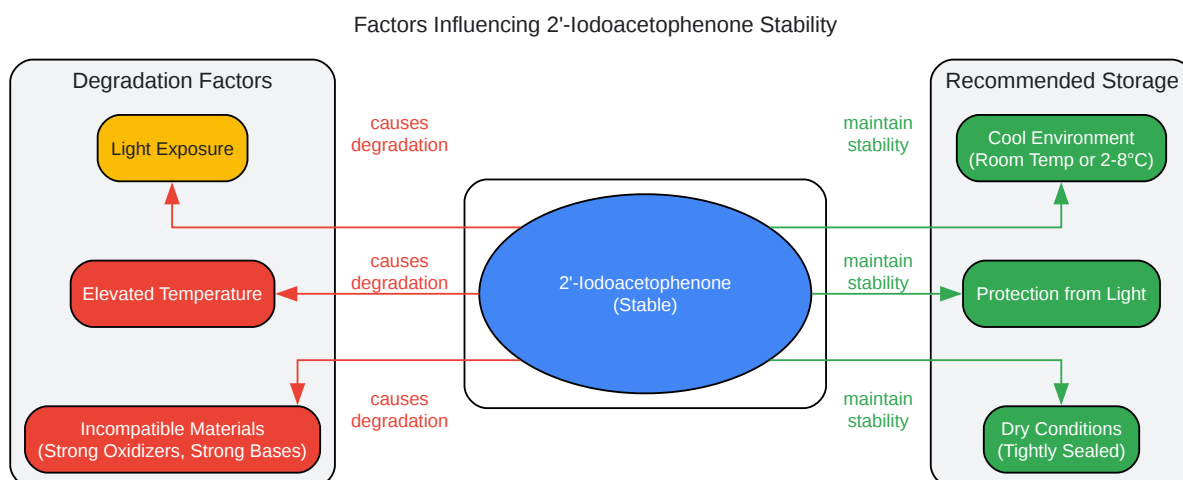 Factors Influencing 2'-Iodoacetophenone Stability
Degradation Factors
Light Exposure
Elevated Temperature
Incompatible Materials
(Strong Oxidizers, Strong Bases)
causes
degradation
causes
degradation
causes
degradation
2'-Iodoacetophenone
(Stable)
maintain
stability
maintain
stability
maintain
stability
Recommended Storage
Cool Environment
(Room Temp or 2-8°C)
Protection from Light
Dry Conditions
(Tightly Sealed)